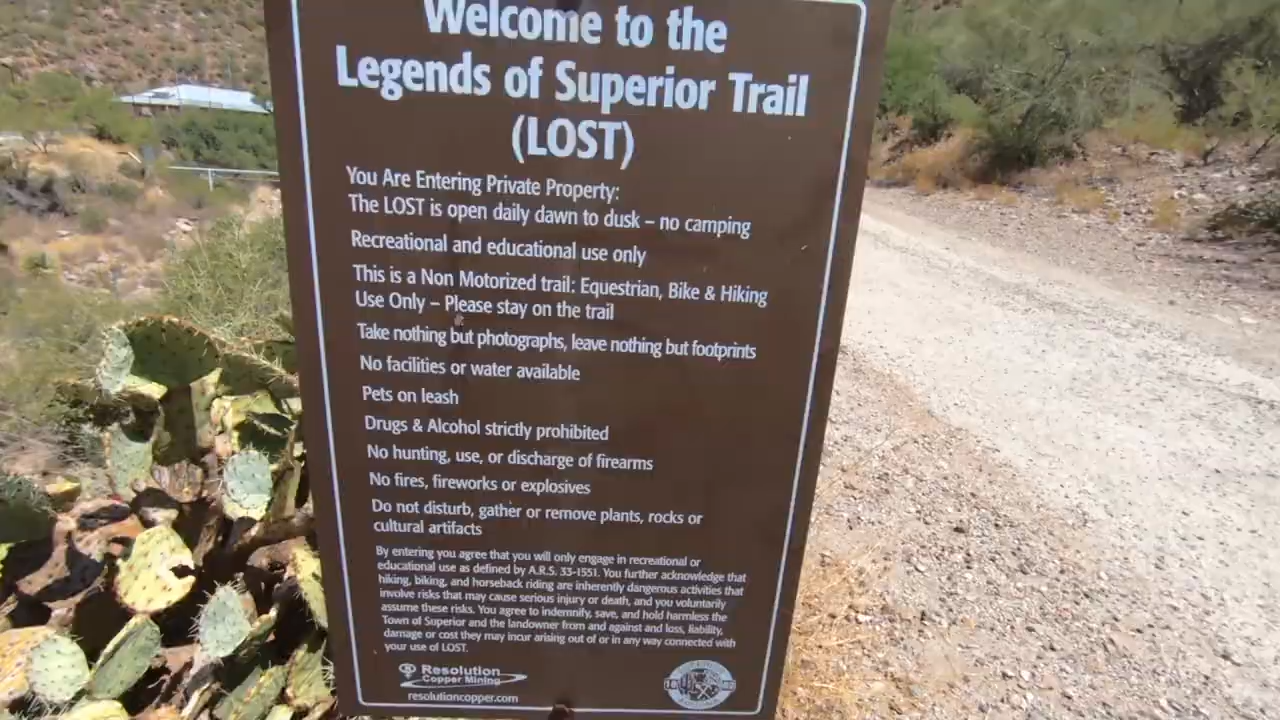 Welcome to the
Legends of Superior Trail
(LOST)
You Are Entering Private Property:
The LOST is open daily dawn to dusk – no camping
Recreational and educational use only
This is a Non Motorized trail: Equestrian, Bike & Hiking
Use Only – Please stay on the trail
Take nothing but photographs, leave nothing but footprints
No facilities or water available
Pets on leash
Drugs & Alcohol strictly prohibited
No hunting, use, or discharge of firearms
No fires, fireworks or explosives
Do not disturb, gather or remove plants, rocks or
cultural artifacts
By entering you agree that you will only engage in recreational or
educational use as defined by A.R.S. 33-1551. You further acknowledge that
hiking, biking, and horseback riding are inherently dangerous activities that
involve risks that may cause serious injury or death, and you voluntarily
assume these risks. You agree to indemnify, save, and hold harmless the
Town of Superior and the landowner from and against and loss, liability,
damage or cost they may incur arising out of or in any way connected with
your use of LOST.
Resolution
Copper Mining
resolutioncopper.com